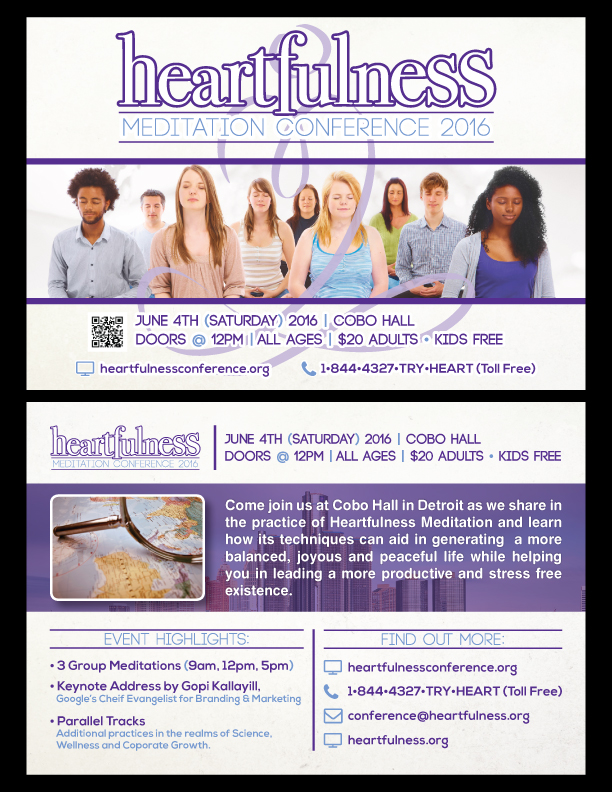 heartfulness
MEDITATION CONFERENCE 2016
JUNE 4TH (SATURDAY) 2016 | COBO HALL
DOORS @ 12PM | ALL AGES | $20 ADULTS • KIDS FREE
heartfulnessconference.org
1•844•4327•TRY•HEART (Toll Free)
heartfulness
MEDITATION CONFERENCE 2016
JUNE 4TH (SATURDAY) 2016 | COBO HALL
DOORS @ 12PM | ALL AGES | $20 ADULTS • KIDS FREE
Come join us at Cobo Hall in Detroit as we share in
the practice of Heartfulness Meditation and learn
how its techniques can aid in generating a more
balanced, joyous and peaceful life while helping
you in leading a more productive and stress free
existence.
EVENT HIGHLIGHTS:
• 3 Group Meditations (9am, 12pm, 5pm)
• Keynote Address by Gopi Kallayill,
Google's Cheif Evangelist for Branding & Marketing
• Parallel Tracks
Additional practices in the realms of Science,
Wellness and Coporate Growth.
FIND OUT MORE:
heartfulnessconference.org
1•844•4327•TRY•HEART (Toll Free)
conference@heartfulness.org
heartfulness.org